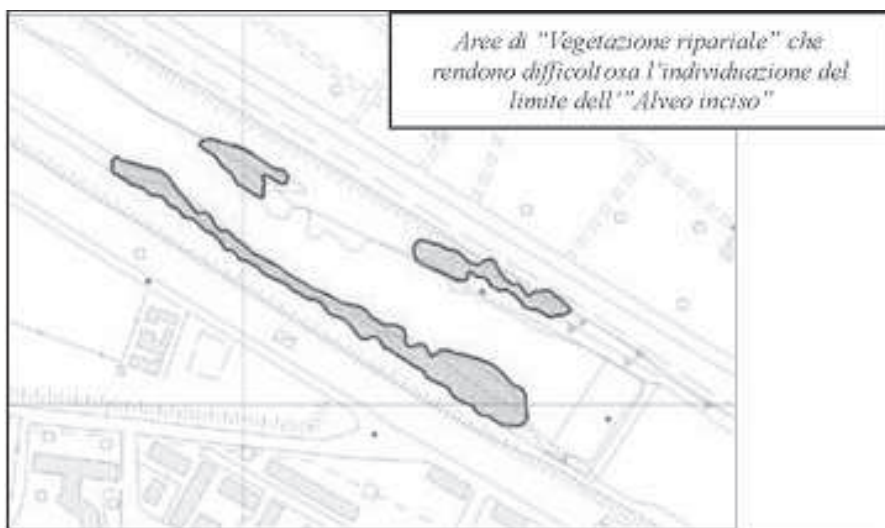 Aree di "Vegetazione ripariale" che
rendono difficoltosa l'individuazione del
limite dell'"Alveo inciso"